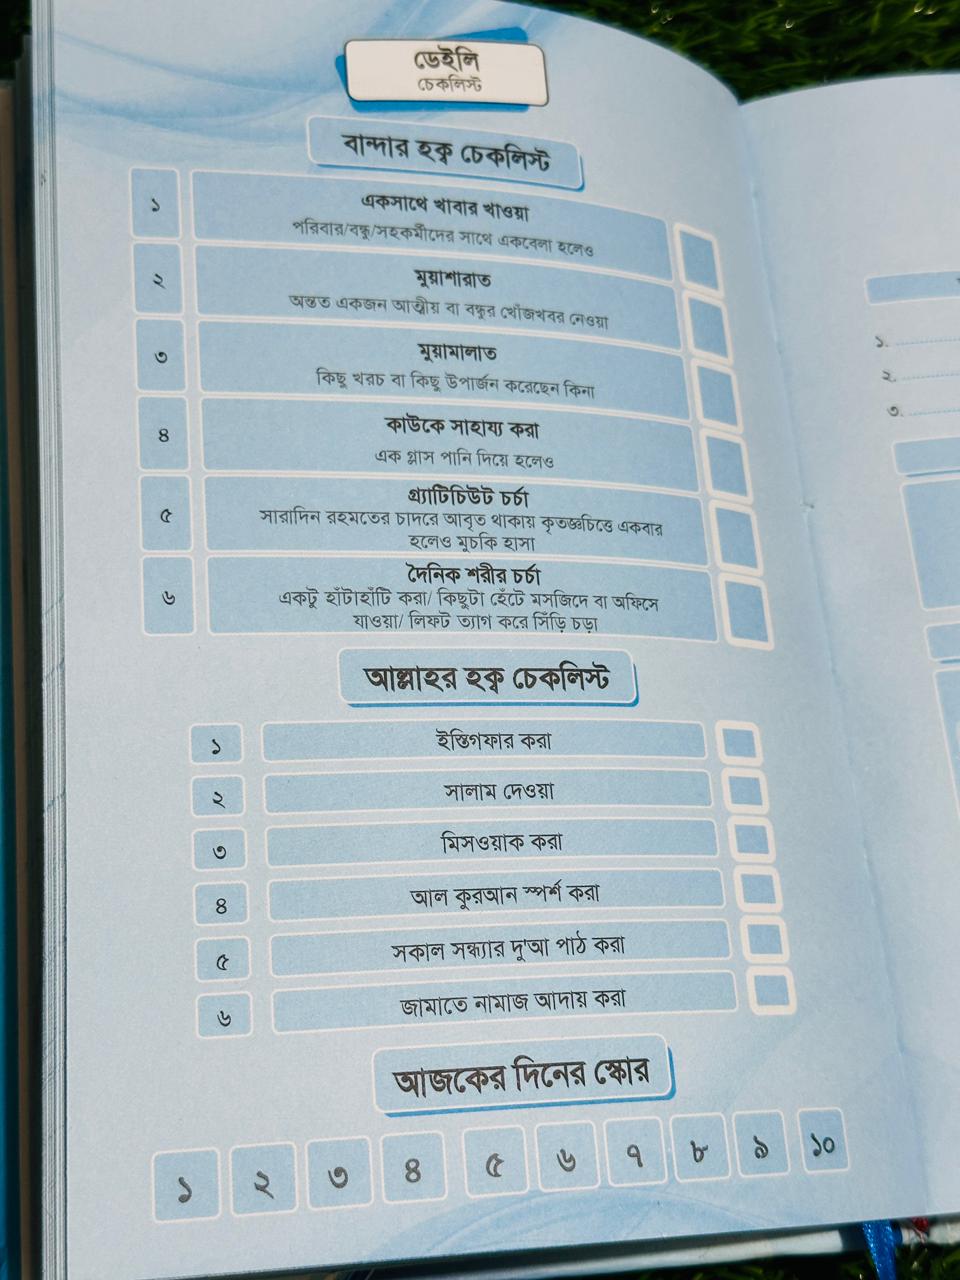 ডেইলি
চেকলিস্ট
বান্দার হক্ব চেকলিস্ট
১
একসাথে খাবার খাওয়া
পরিবার/বন্ধু/সহকর্মীদের সাথে একবেলা হলেও
২
মুয়াশারাত
অন্তত একজন আত্মীয় বা বন্ধুর খোঁজখবর নেওয়া
৩
মুয়ামালাত
কিছু খরচ বা কিছু উপার্জন করেছেন কিনা
৪
কাউকে সাহায্য করা
এক গ্লাস পানি দিয়ে হলেও
৫
গ্র্যাটিচিউট চর্চা
সারাদিন রহমতের চাদরে আবৃত থাকায় কৃতজ্ঞচিত্তে একবার
হলেও মুচকি হাসা
৬
দৈনিক শরীর চর্চা
একটু হাঁটাহাঁটি করা/ কিছুটা হেঁটে মসজিদে বা অফিসে
যাওয়া/ লিফট ত্যাগ করে সিঁড়ি চড়া
আল্লাহর হক্ব চেকলিস্ট
১ ইস্তিগফার করা
২ সালাম দেওয়া
৩ মিসওয়াক করা
৪ আল কুরআন স্পর্শ করা
৫ সকাল সন্ধ্যার দু'আ পাঠ করা
৬ জামাতে নামাজ আদায় করা
আজকের দিনের স্কোর
১ ২ ৩ ৪ ৫ ৬ ৭ ৮ ৯ ১০
১.
২.
৩.